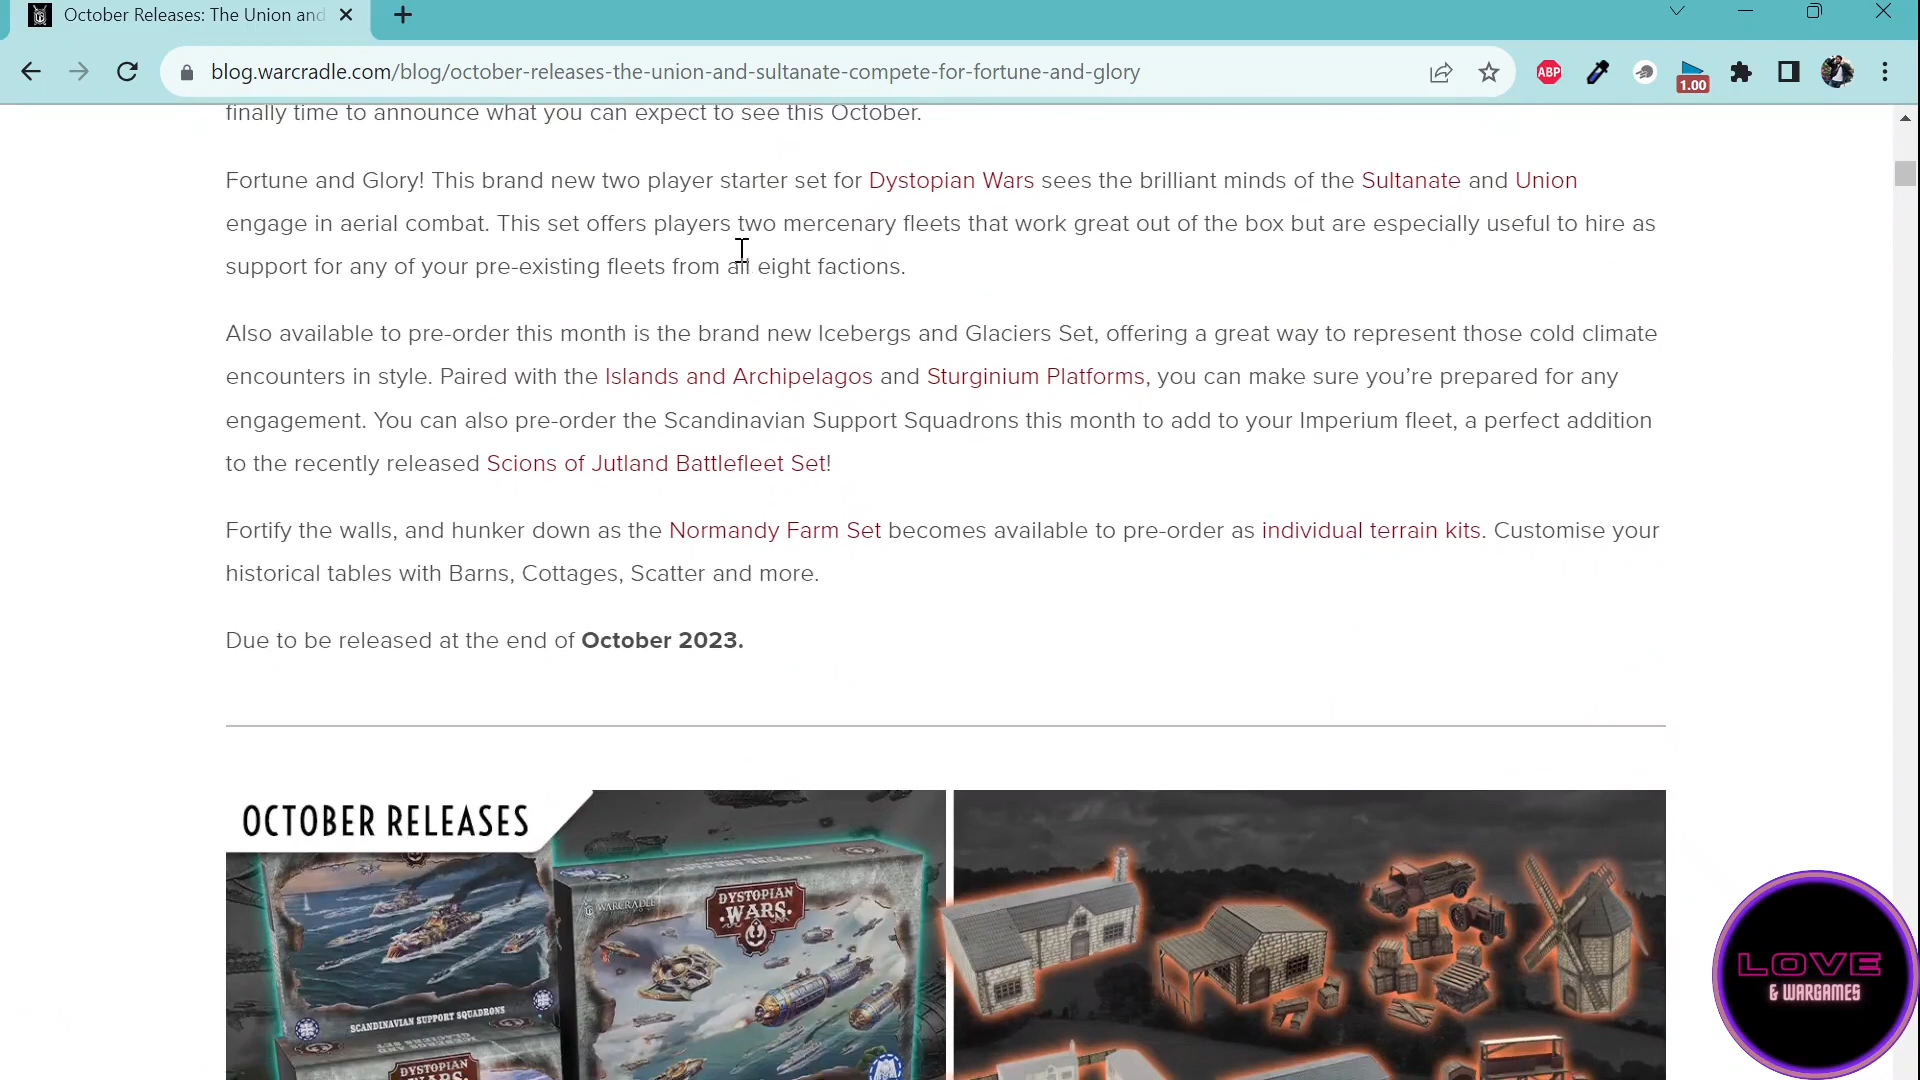 October Releases: The Union and
blog.warcradle.com/blog/october-releases-the-union-and-sultanate-compete-for-fortune-and-glory
ABP
1.00
finally time to announce what you can expect to see this October.
Fortune and Glory! This brand new two player starter set for Dystopian Wars sees the brilliant minds of the Sultanate and Union
engage in aerial combat. This set offers players two mercenary fleets that work great out of the box but are especially useful to hire as
support for any of your pre-existing fleets from all eight factions.
Also available to pre-order this month is the brand new Icebergs and Glaciers Set, offering a great way to represent those cold climate
encounters in style. Paired with the Islands and Archipelagos and Sturginium Platforms, you can make sure you’re prepared for any
engagement. You can also pre-order the Scandinavian Support Squadrons this month to add to your Imperium fleet, a perfect addition
to the recently released Scions of Jutland Battlefleet Set!
Fortify the walls, and hunker down as the Normandy Farm Set becomes available to pre-order as individual terrain kits. Customise your
historical tables with Barns, Cottages, Scatter and more.
Due to be released at the end of October 2023.
OCTOBER RELEASES
WARCRADLE
DYSTOPIAN
WARS
SCANDINAVIAN SUPPORT SQUADRONS
DYSTOPIAN
LOVE
& WARGAMES